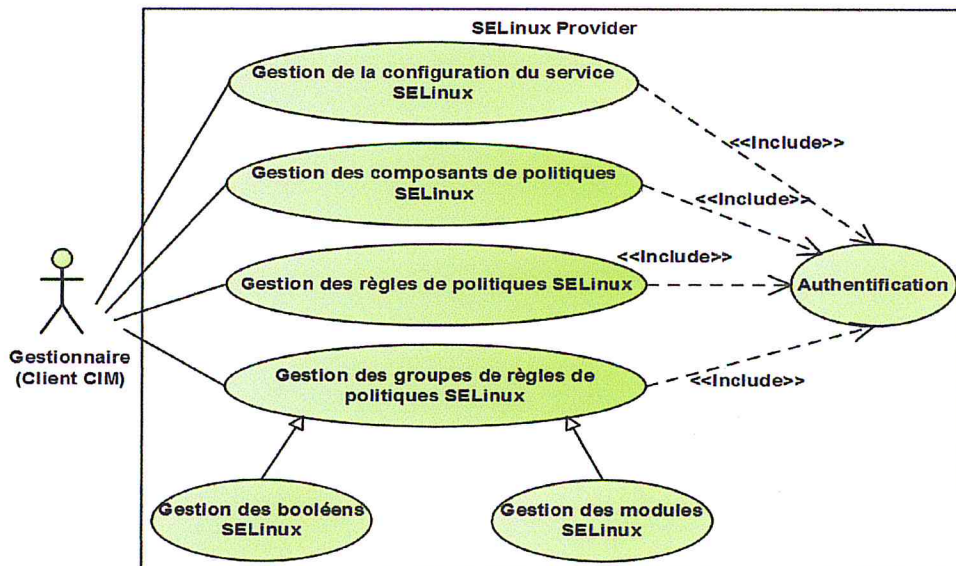 SELinux Provider
Gestion de la configuration du service
SELinux
<<Include>>
Gestion des composants de politiques
SELinux
<<Include>>
<<Include>>
Gestion des règles de politiques SELinux
Authentification
Gestionnaire
(Client CIM)
Gestion des groupes de règles de
politiques SELinux
<<Include>>
Gestion des booléens
SELinux
Gestion des modules
SELinux